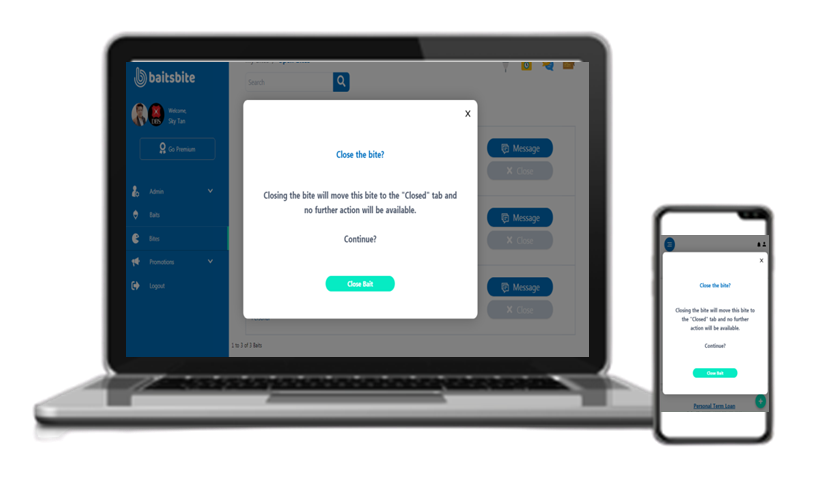 baitsbite
Welcome,
Sky Tan
Go Premium
Admin
Baits
Bites
Promotions
Logout
Search
X
Close the bite?
Closing the bite will move this bite to the "Closed" tab and
no further action will be available.
Continue?
Close Bait
Message
X Close
Message
X Close
Message
X Close
1 to 3 of 3 Baits
X
Close the bite?
Closing the bite will move this bite to
the "Closed" tab and no further
action will be available.
Continue?
Close Bait
Personal Term Loan
+